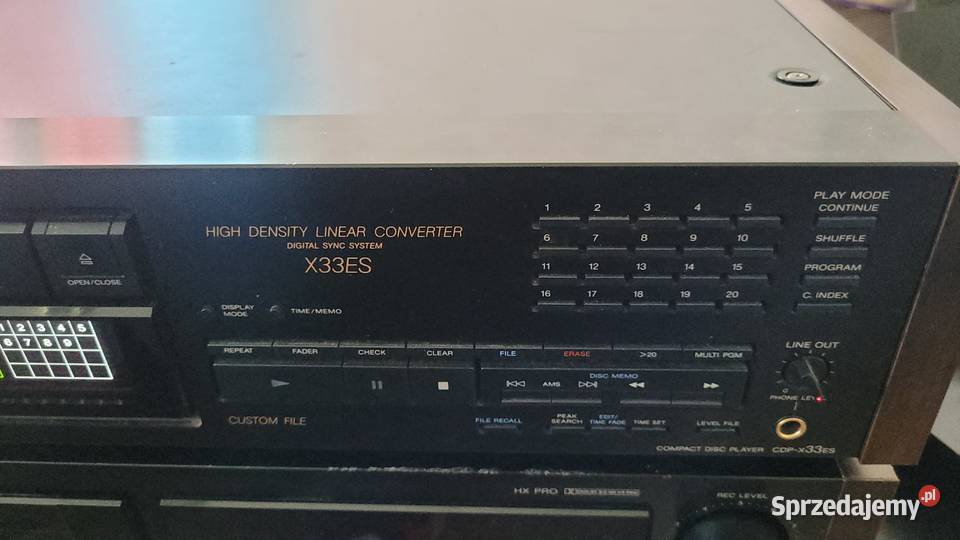 HIGH DENSITY LINEAR CONVERTER
DIGITAL SYNC SYSTEM
X33ES
OPEN/CLOSE
DISPLAY MODE
TIME/MEMO
1 2 3 4 5
6 7 8 9
1 2 3 4 5
6 7 8 9 10
11 12 13 14 15
16 17 18 19 20
PLAY MODE
CONTINUE
SHUFFLE
PROGRAM
C. INDEX
REPEAT FADER CHECK CLEAR FILE ERASE >20 MULTI PGM
DISC MEMO
AMS
CUSTOM FILE
FILE RECALL
PEAK SEARCH
EDIT/
TIME FADE
TIME SET
LEVEL FILE
LINE OUT
0
PHONE LEVEL
COMPACT DISC PLAYER CDP-X33ES
HX PRO
REC LEVEL
Sprzedajemy.pl